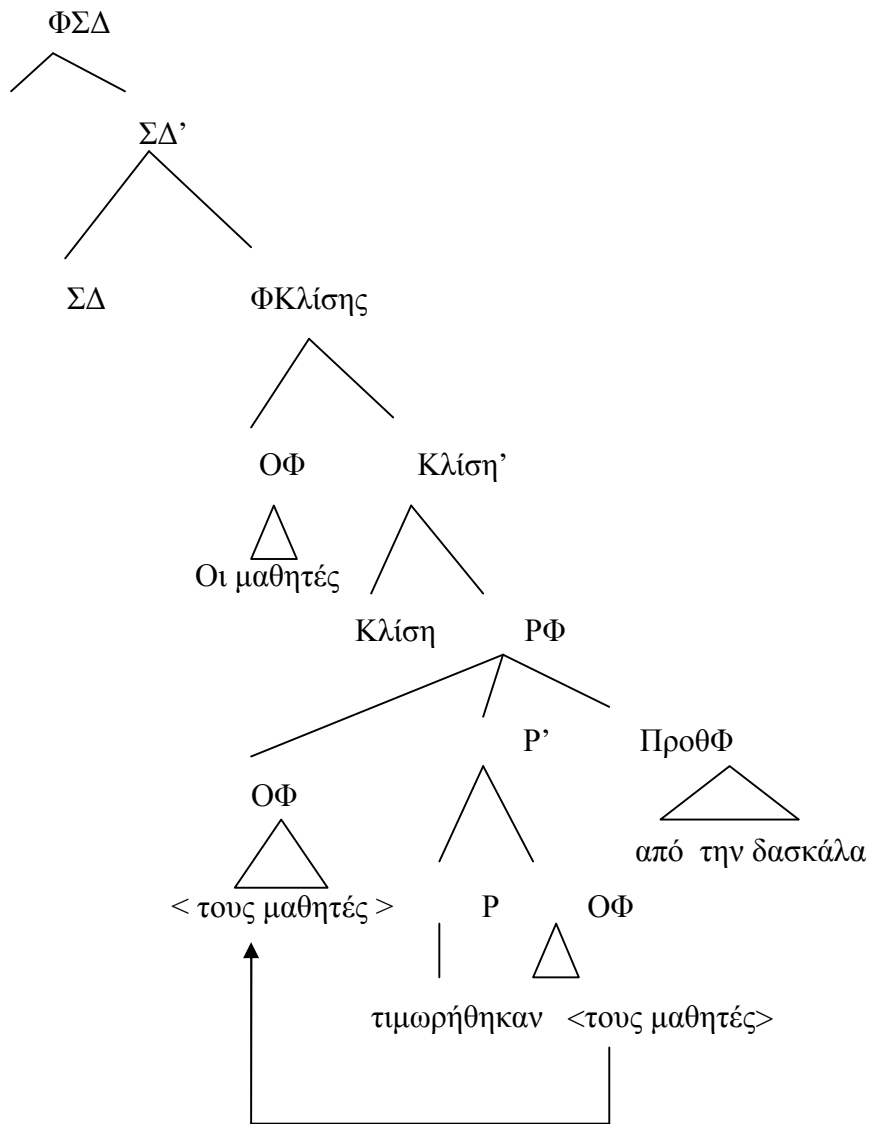 ΦΣΔ
ΣΔ’
ΣΔ ΦΚλίσης
ΟΦ Κλίση’
Οι μαθητές
Κλίση ΡΦ
Ρ’ ΠροθΦ
ΟΦ
από την δασκάλα
< τους μαθητές > Ρ ΟΦ
τιμωρήθηκαν <τους μαθητές>